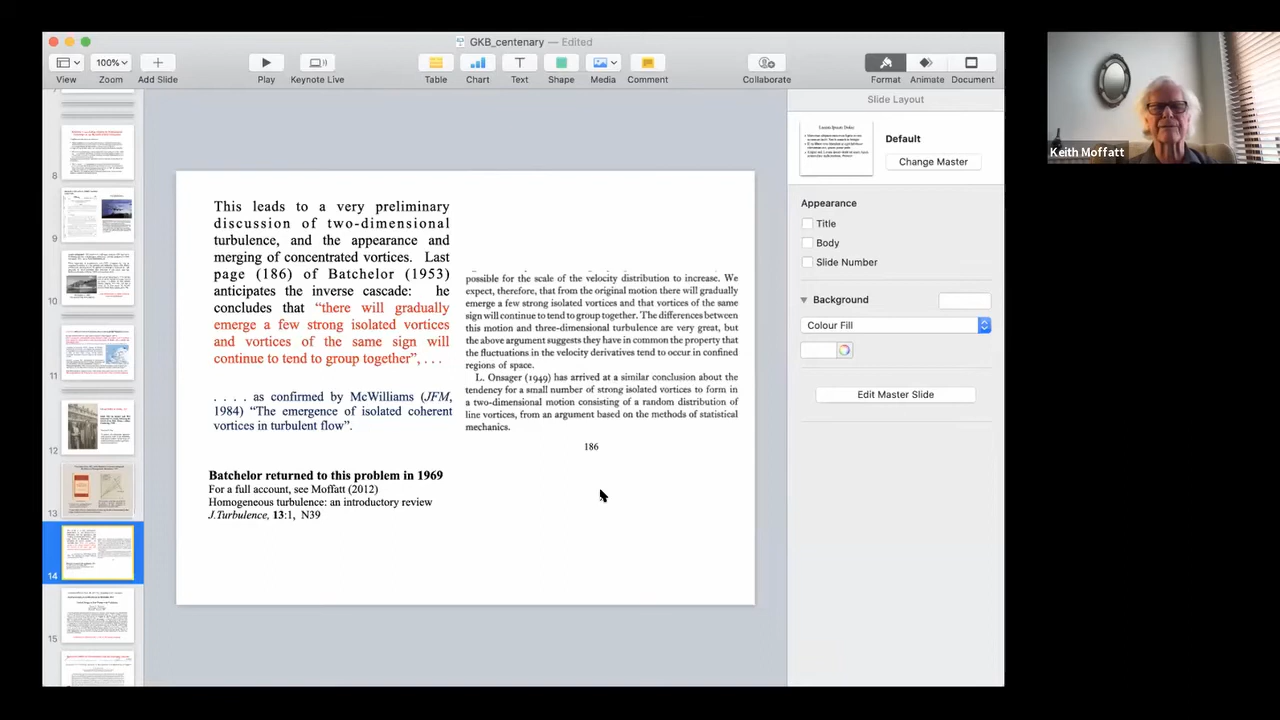 GKB_centenary — Edited
100%
View
Zoom
Add Slide
Play
Keynote Live
Table
Chart
Text
Shape
Media
Comment
Collaborate
Format
Animate
Document
8
9
10
11
12
13
14
15
This leads to a very preliminary
discussion of two-dimensional
turbulence, and the appearance and
merging of concentrated vortices. Last
page (186) of Batchelor (1953)
anticipates the inverse cascade: he
concludes that “there will gradually
emerge a few strong isolated vortices
and vortices of the same sign will
continue to tend to group together”, . . .
. . . . as confirmed by McWilliams (JFM,
1984) “The emergence of isolated coherent
vortices in turbulent flow”.
Batchelor returned to this problem in 1969
For a full account, see Moffatt (2012)
Homogeneous turbulence: an introductory review
J.Turbulence, 13:1, N39
possible for the scale of the velocity distribution to increase. We
expect, therefore, that from the original motion there will gradually
emerge a few strong isolated vortices and that vortices of the same
sign will continue to tend to group together. The differences between
this motion and three-dimensional turbulence are very great, but
the above argument suggests they have in common the property that
the fluctuations in the velocity derivatives tend to occur in confined
regions of space.
L. Onsager (1949) has arrived at a similar conclusion about the
tendency for a small number of strong isolated vortices to form in
a two-dimensional motion consisting of a random distribution of
line vortices, from an argument based on the methods of statistical
mechanics.
186
Slide Layout
Default
Change Master
Appearance
Title
Body
Slide Number
Background
Colour Fill
Edit Master Slide
Keith Moffatt